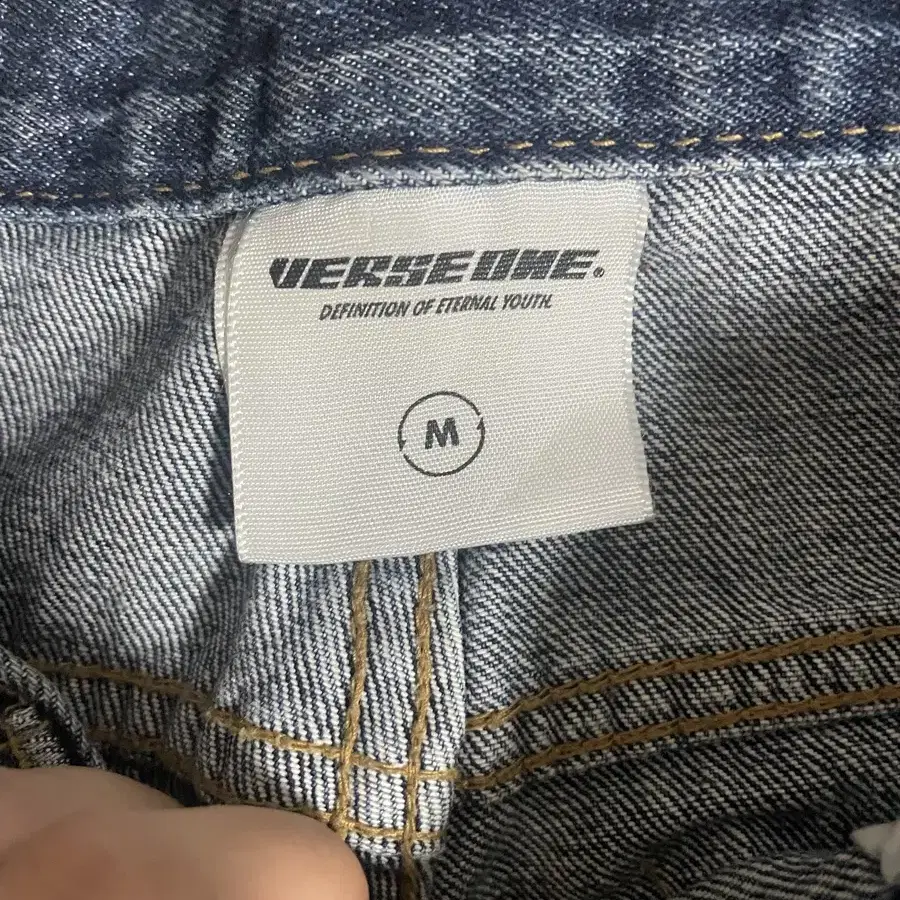 VERSEONE.
DEFINITION OF ETERNAL YOUTH.
M